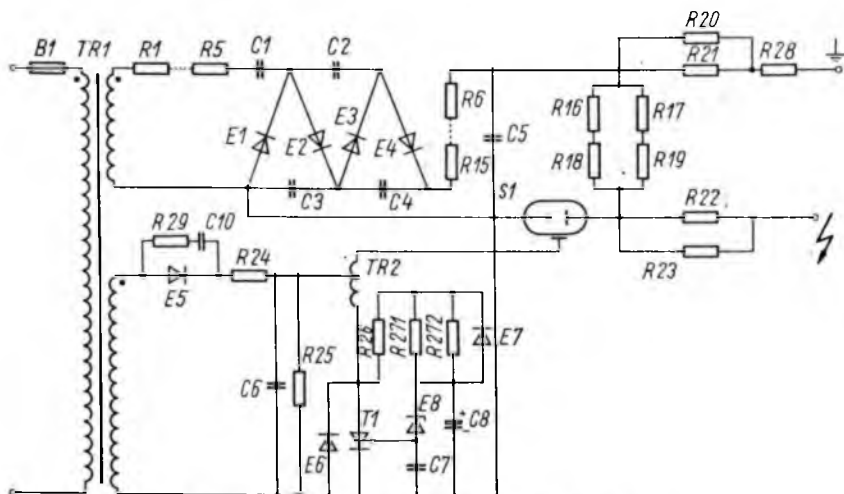 R20
B1 TR1 R1 R5 C1 C2 R21 R28
R6 R16 R17
E1 E2 E3 E4 C5
R15 R18 R19
C3 C4 S1 R22
R29 C10
R24 TR2 R23
E5
R26 R271 R272 E7
R25
C6 T1 E8 + C8
-
E6 C7